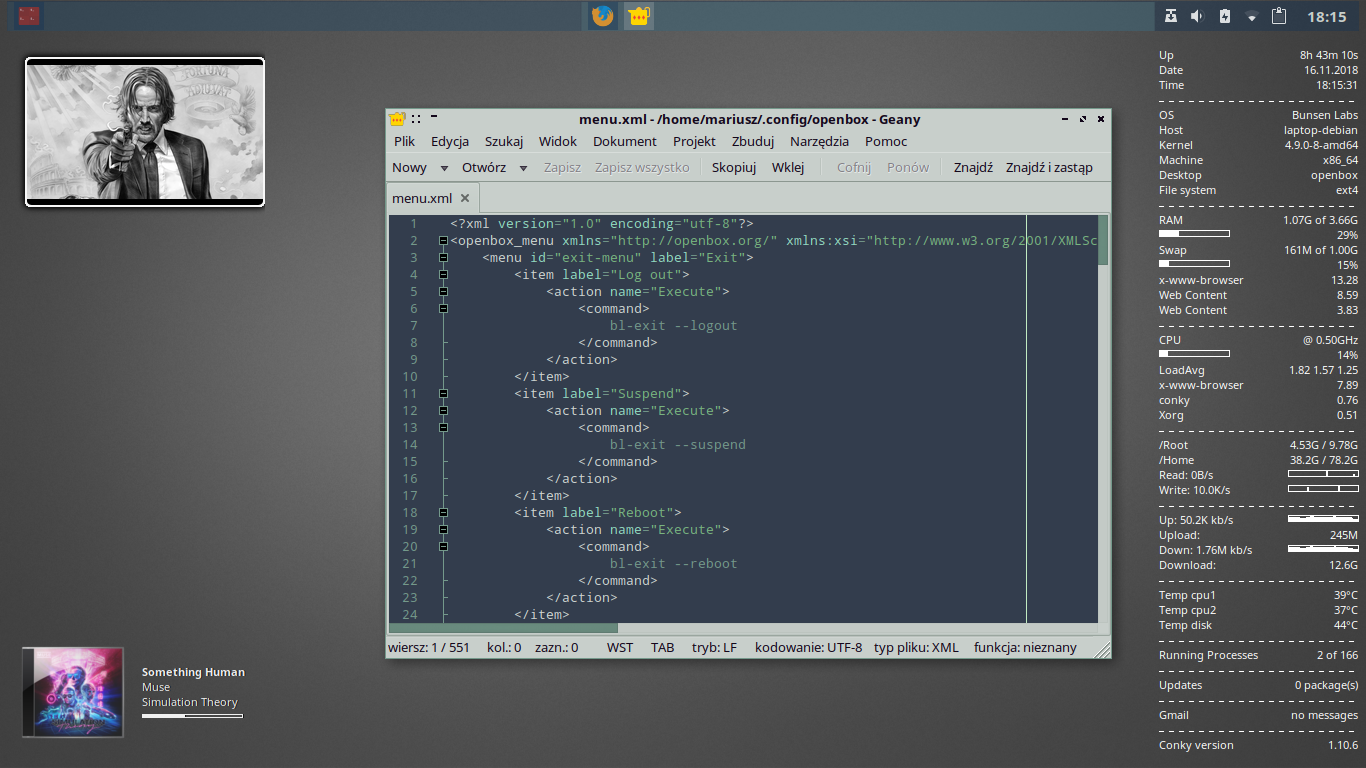 18:15
FORTUNA
menu.xml - /home/mariusz/.config/openbox - Geany
Plik Edycja Szukaj Widok Dokument Projekt Zbuduj Narzędzia Pomoc
Nowy Otwórz Zapisz Zapisz wszystko Skopiuj Wklej Cofnij Ponów Znajdź Znajdź i zastąp
menu.xml
1 <?xml version="1.0" encoding="utf-8"?>
2 <openbox_menu xmlns="http://openbox.org/" xmlns:xsi="http://www.w3.org/2001/XMLSc
3 <menu id="exit-menu" label="Exit">
4 <item label="Log out">
5 <action name="Execute">
6 <command>
7 bl-exit --logout
8 </command>
9 </action>
10 </item>
11 <item label="Suspend">
12 <action name="Execute">
13 <command>
14 bl-exit --suspend
15 </command>
16 </action>
17 </item>
18 <item label="Reboot">
19 <action name="Execute">
20 <command>
21 bl-exit --reboot
22 </command>
23 </action>
24 </item>
wiersz: 1 / 551 kol.: 0 zazn.: 0 WST TAB tryb: LF kodowanie: UTF-8 typ pliku: XML funkcja: nieznany
Something Human
Muse
Simulation Theory
Up 8h 43m 10s
Date 16.11.2018
Time 18:15:31
OS Bunsen Labs
Host laptop-debian
Kernel 4.9.0-8-amd64
Machine x86_64
Desktop openbox
File system ext4
RAM 1.07G of 3.66G
29%
Swap 161M of 1.00G
15%
x-www-browser 13.28
Web Content 8.59
Web Content 3.83
CPU @ 0.50GHz
14%
LoadAvg 1.82 1.57 1.25
x-www-browser 7.89
conky 0.76
Xorg 0.51
/Root 4.53G / 9.78G
/Home 38.2G / 78.2G
Read: 0B/s
Write: 10.0K/s
Up: 50.2K kb/s
Upload: 245M
Down: 1.76M kb/s
Download: 12.6G
Temp cpu1 39°C
Temp cpu2 37°C
Temp disk 44°C
Running Processes 2 of 166
Updates 0 package(s)
Gmail no messages
Conky version 1.10.6